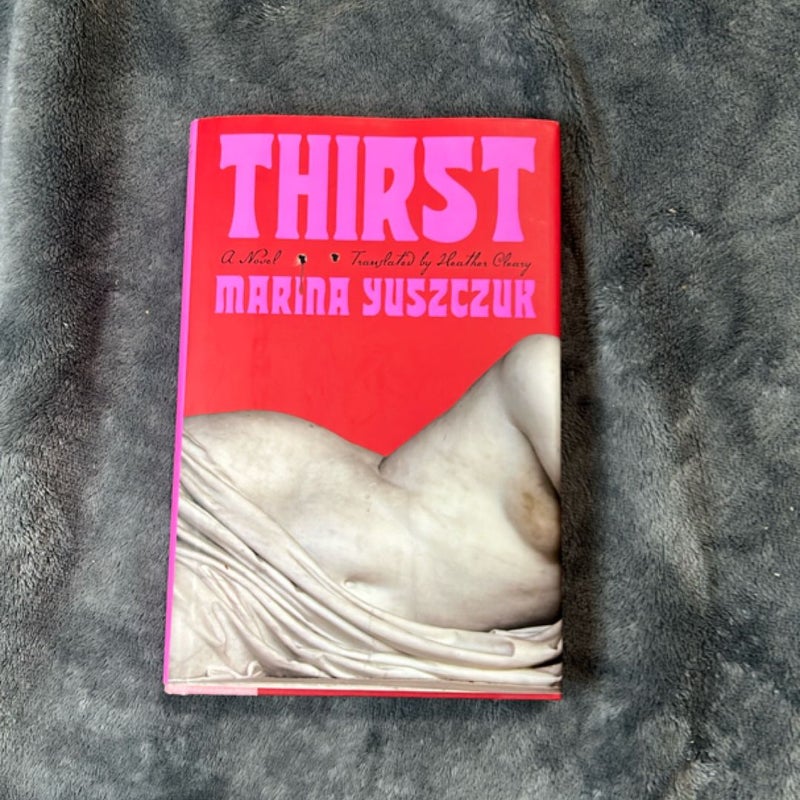 THIRST
A Novel Translated by Heather Cleary
MARINA YUSZCZUK